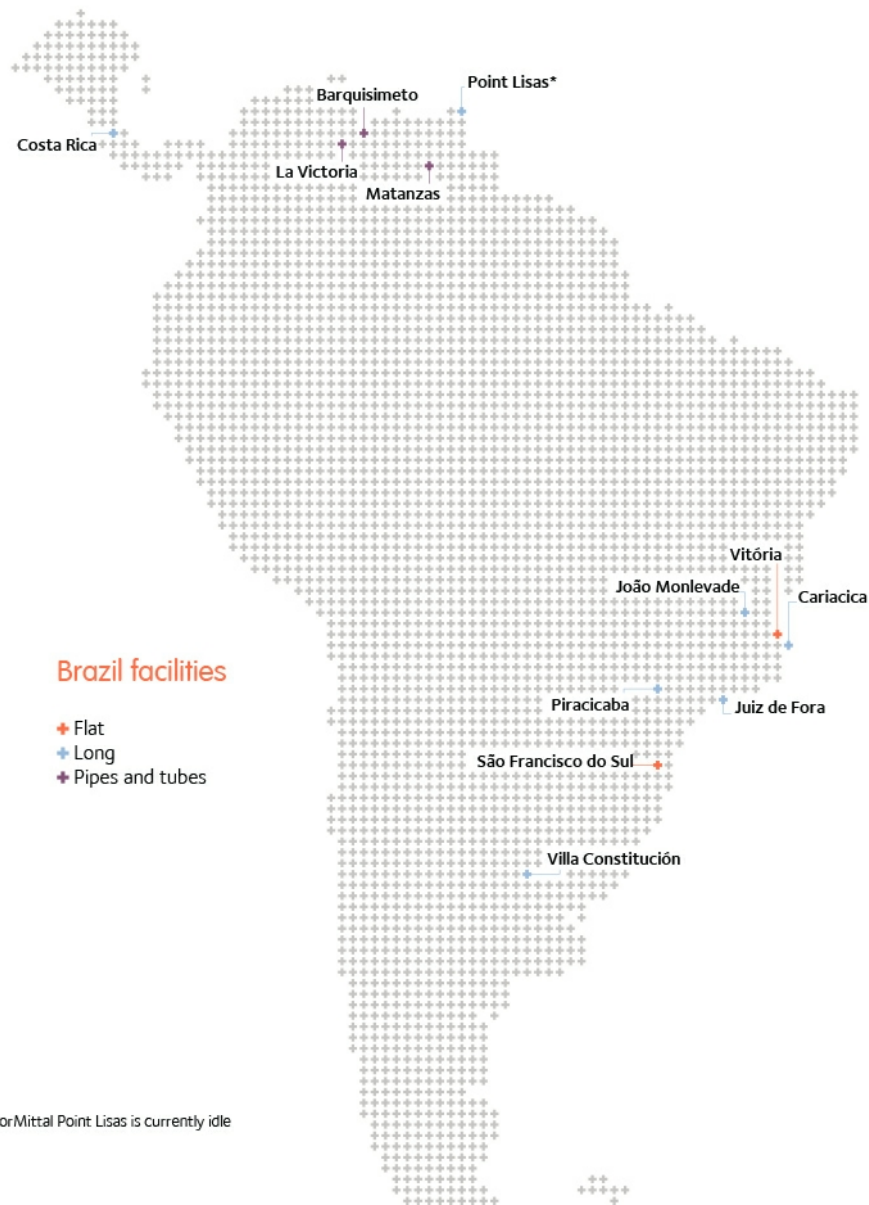 Point Lisas*
Barquisimeto
Costa Rica
La Victoria
Matanzas
Vitória
João Monlevade
Cariacica
Brazil facilities
Piracicaba
Juiz de Fora
Flat
Long
São Francisco do Sul
Pipes and tubes
Villa Constitución
orMittal Point Lisas is currently idle